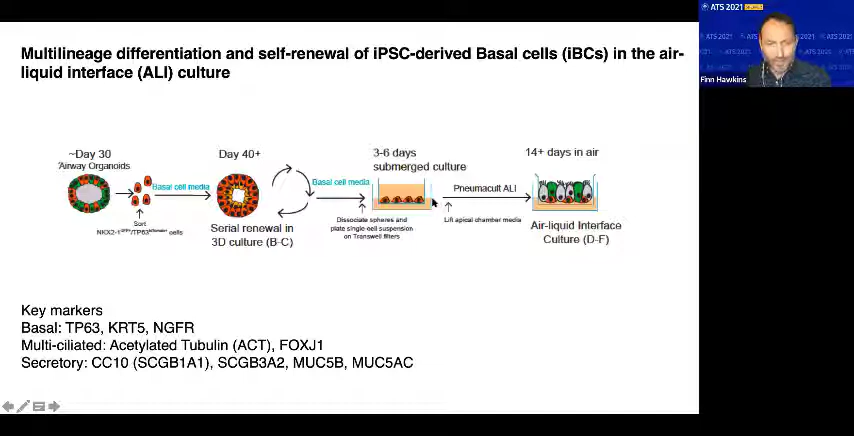 Multilineage differentiation and self-renewal of iPSC-derived Basal cells (iBCs) in the air-
liquid interface (ALI) culture
~Day 30
'Airway Organoids
Basal cell media
Sort
cells
Day 40+
Serial renewal in
3D culture (B-C)
Basal cell media
3-6 days
submerged culture
Dissociate spheres and
plate single-cell suspension
on Transwell filters
Pneumacult ALI
Lift apical chamber media
14+ days in air
Air-liquid Interface
Culture (D-F)
Key markers
Basal: TP63, KRT5, NGFR
Multi-ciliated: Acetylated Tubulin (ACT), FOXJ1
Secretory: CC10 (SCGB1A1), SCGB3A2, MUC5B, MUC5AC
ATS 2021
Finn Hawkins